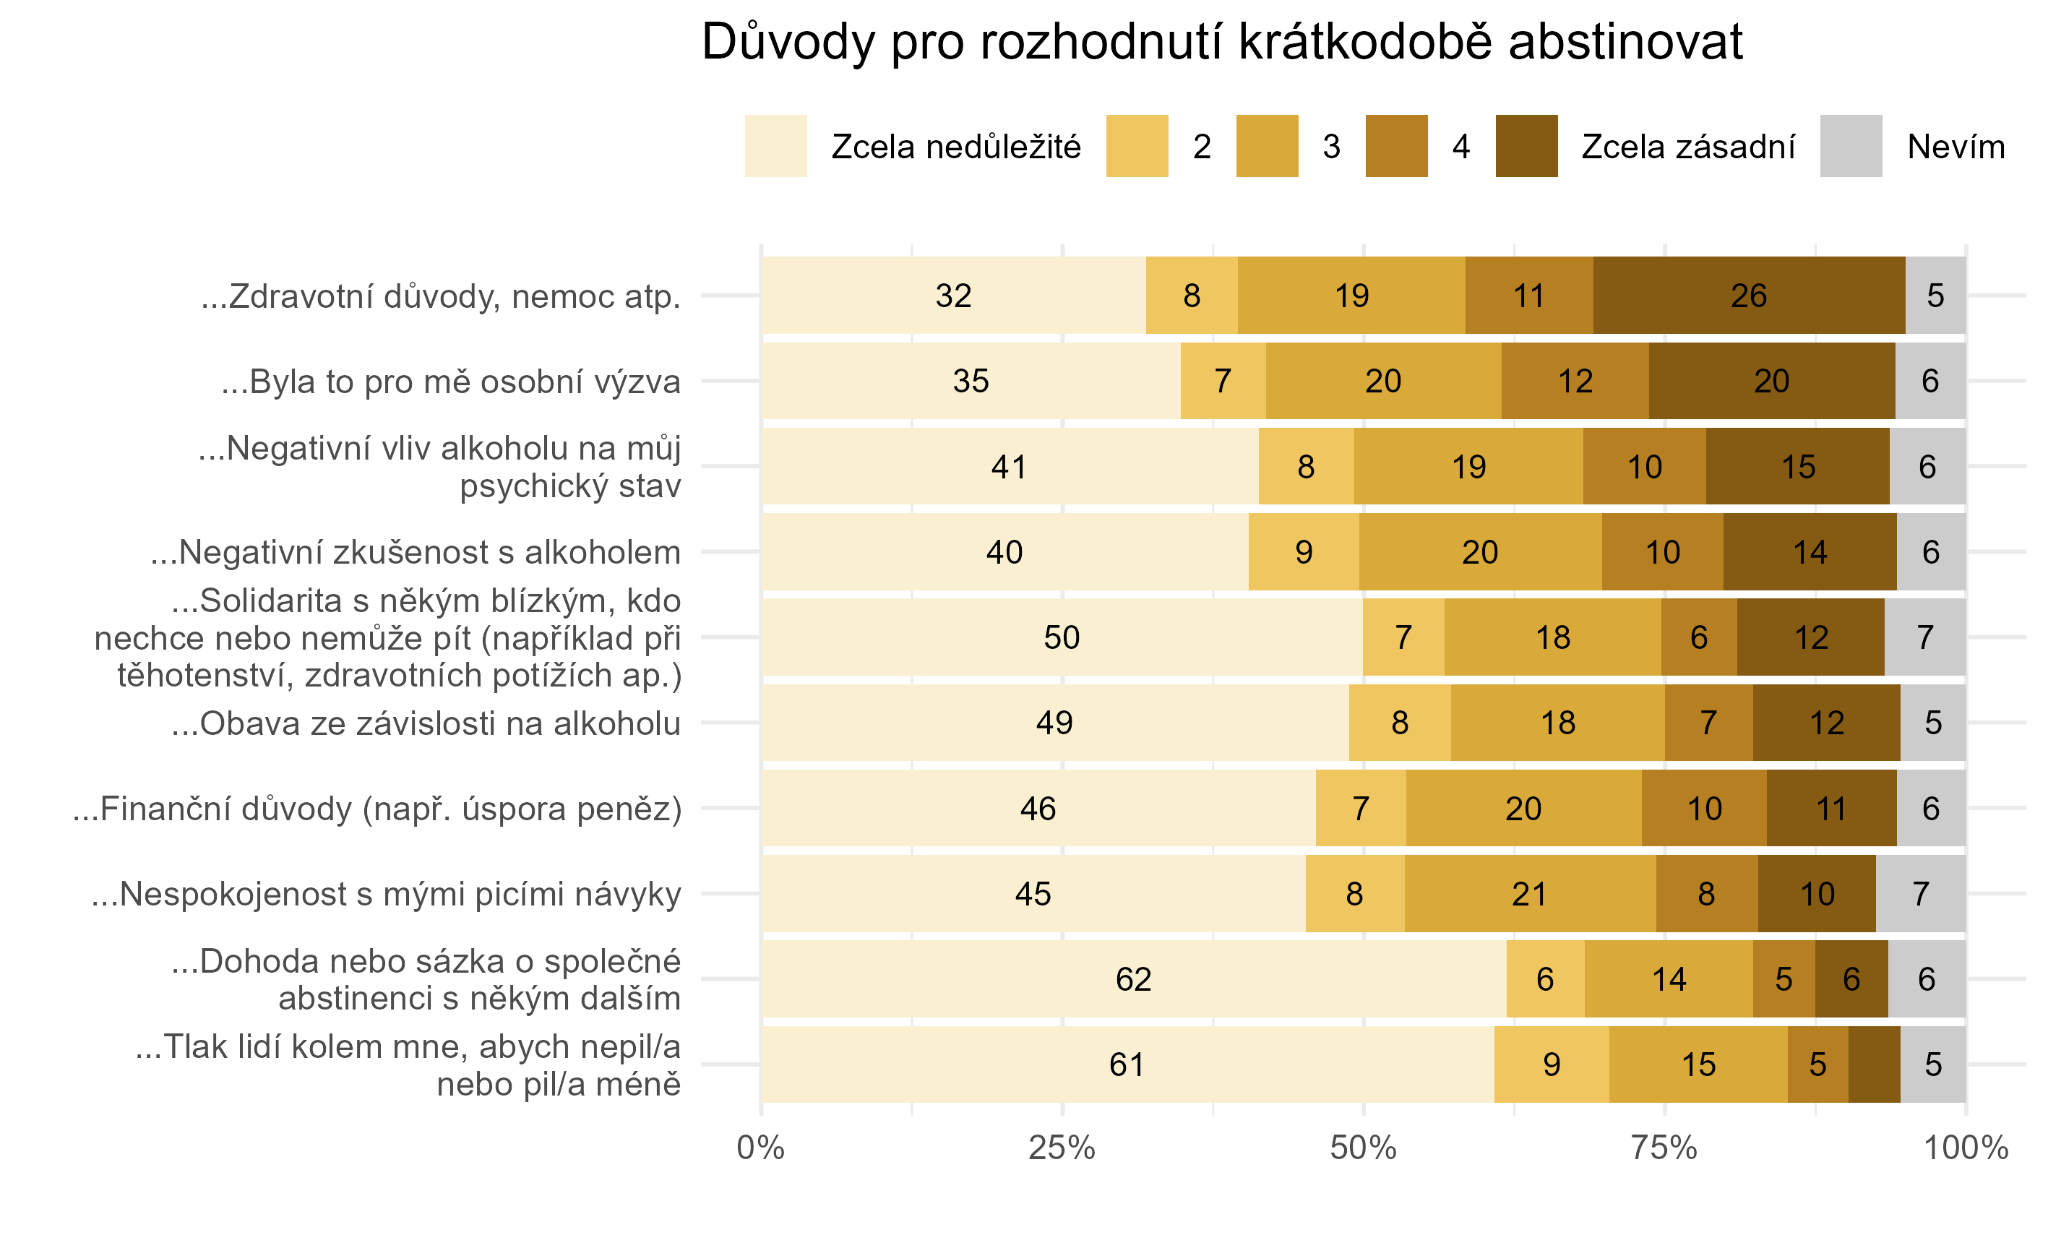 Důvody pro rozhodnutí krátkodobě abstinovat
Zcela nedůležité 2 3 4 Zcela zásadní Nevím
...Zdravotní důvody, nemoc atp. 32 8 19 11 26 5
...Byla to pro mě osobní výzva 35 7 20 12 20 6
...Negativní vliv alkoholu na můj
psychický stav 41 8 19 10 15 6
...Negativní zkušenost s alkoholem 40 9 20 10 14 6
...Solidarita s někým blízkým, kdo
nechce nebo nemůže pít (například při
těhotenství, zdravotních potížích ap.) 50 7 18 6 12 7
...Obava ze závislosti na alkoholu 49 8 18 7 12 5
...Finanční důvody (např. úspora peněz) 46 7 20 10 11 6
...Nespokojenost s mými picími návyky 45 8 21 8 10 7
...Dohoda nebo sázka o společné
abstinenci s někým dalším 62 6 14 5 6 6
...Tlak lidí kolem mne, abych nepil/a
nebo pil/a méně 61 9 15 5 5
0% 25% 50% 75% 100%